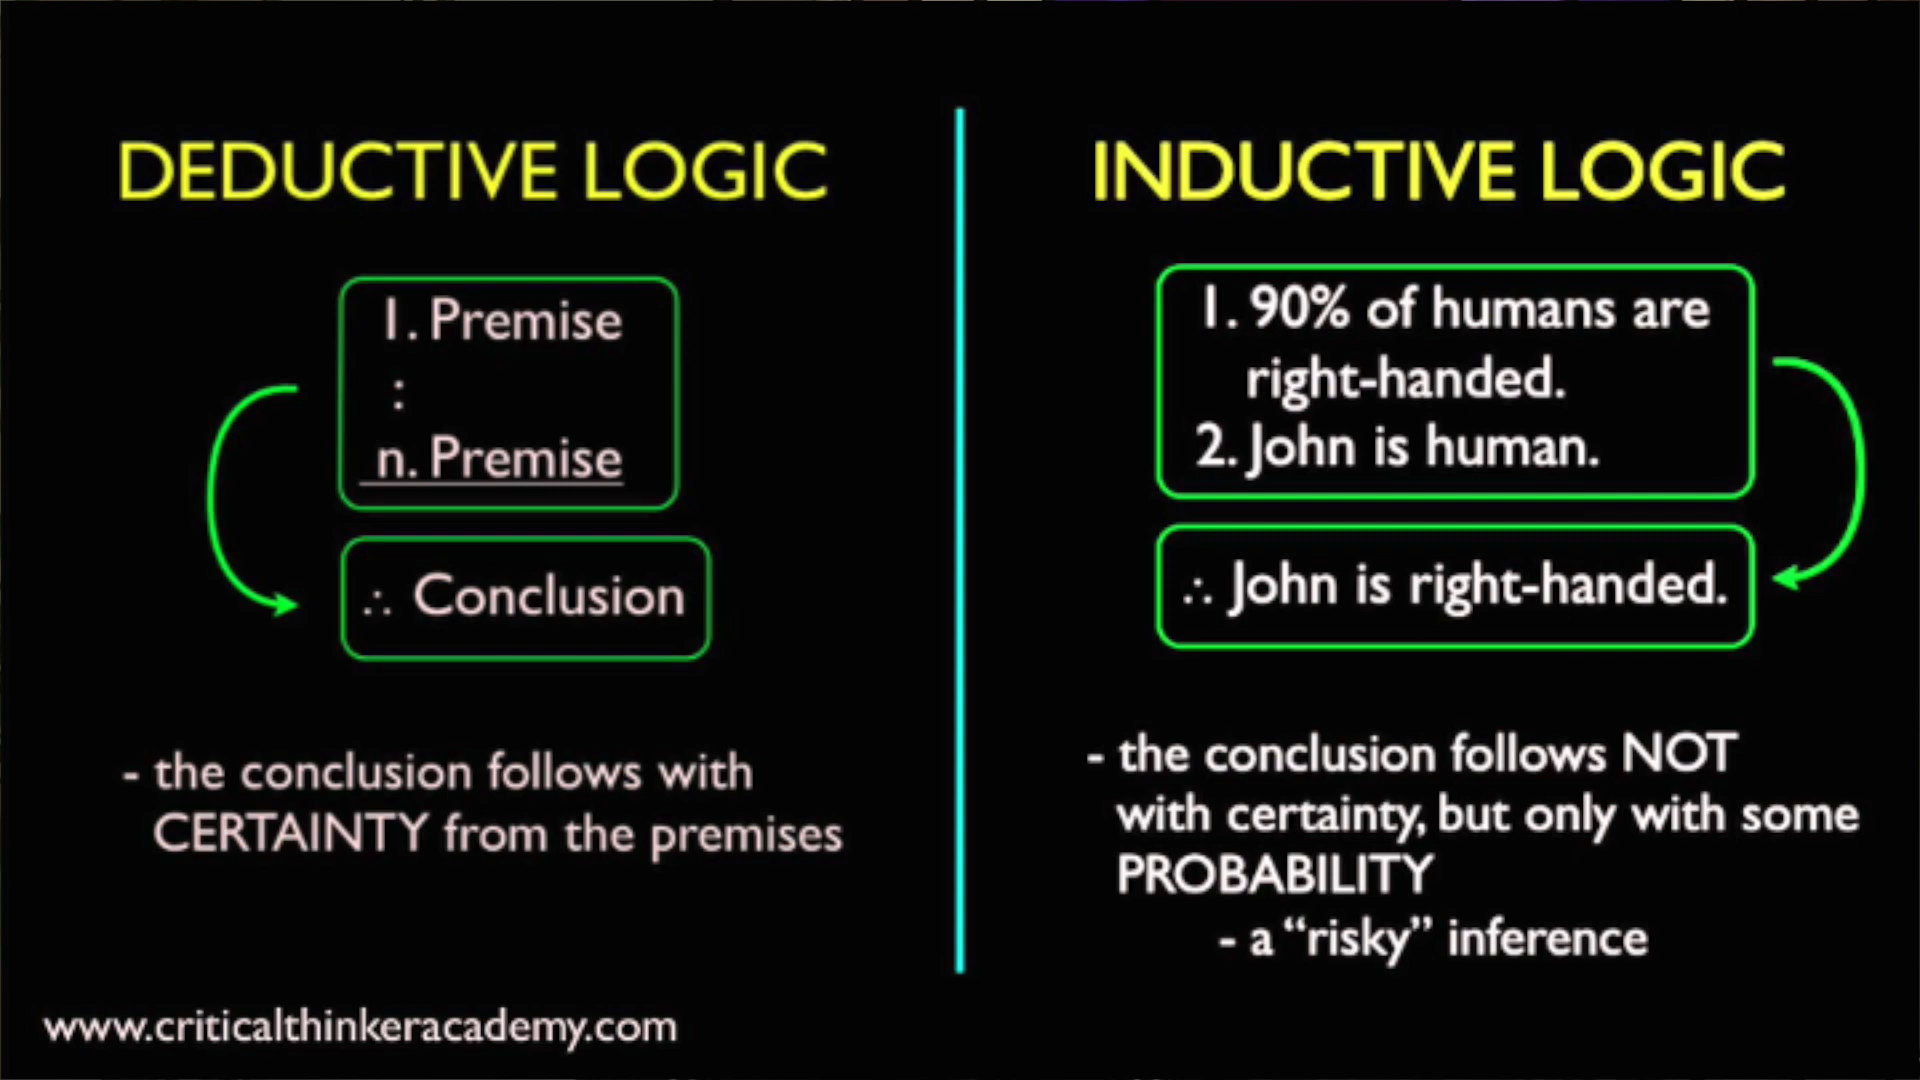 DEDUCTIVE LOGIC
1. Premise
:
n. Premise
∴ Conclusion
- the conclusion follows with
CERTAINTY from the premises
INDUCTIVE LOGIC
1. 90% of humans are
right-handed.
2. John is human.
∴ John is right-handed.
- the conclusion follows NOT
with certainty, but only with some
PROBABILITY
- a “risky” inference
www.criticalthinkeracademy.com